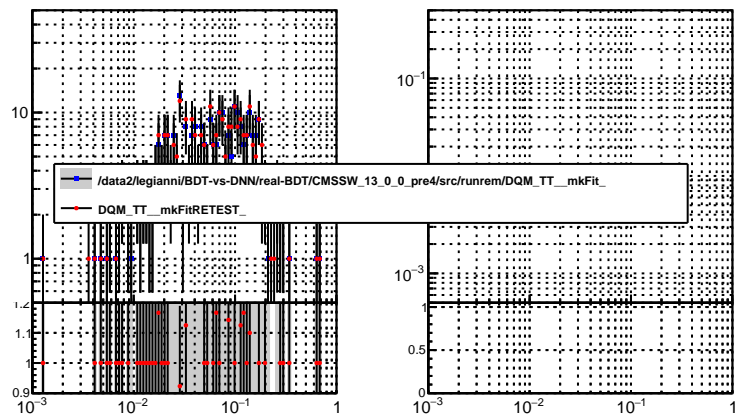 10
1
1.2
1.1
1
0.9
10−3 10−2 10−1 1
10−1
10−3
1
0.5
0
10−3 10−2 10−1 1
/data2/legianni/BDT-vs-DNN/real-BDT/CMSSW_13_0_0_pre4/src/runrem/DQM_TT__mkFit_
DQM_TT__mkFitRETEST_